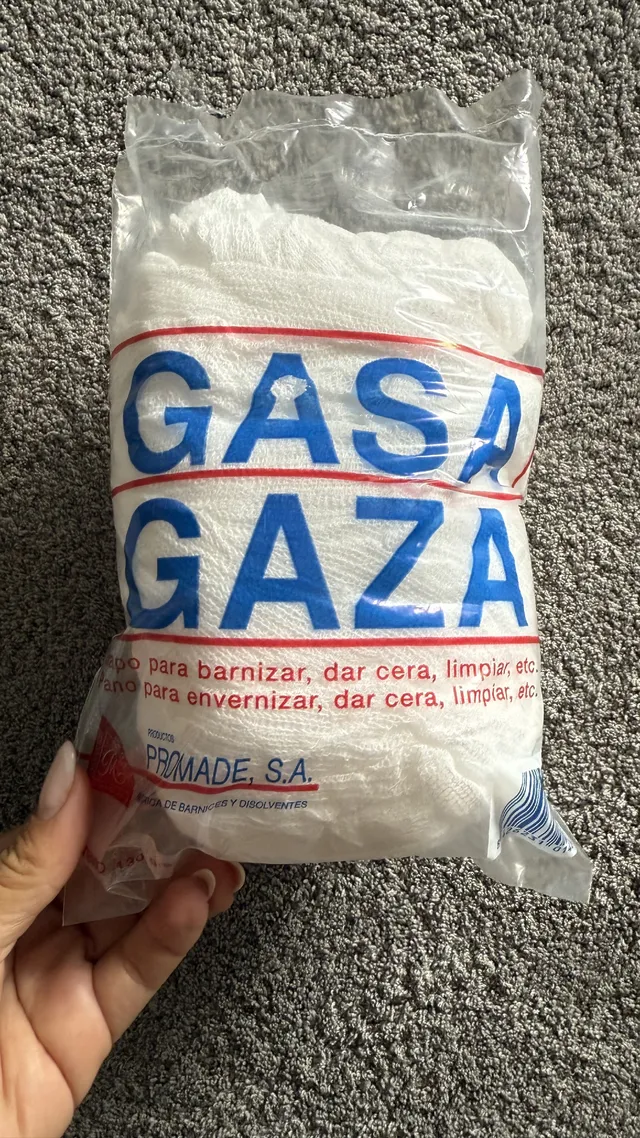 GASA
GAZA
para barnizar, dar cera, limpiar, etc.
para envernizar, dar cera, limpiar, etc.
PRODUCTOS
PROMADE, S.A.
DE BARNICES Y DISOLVENTES